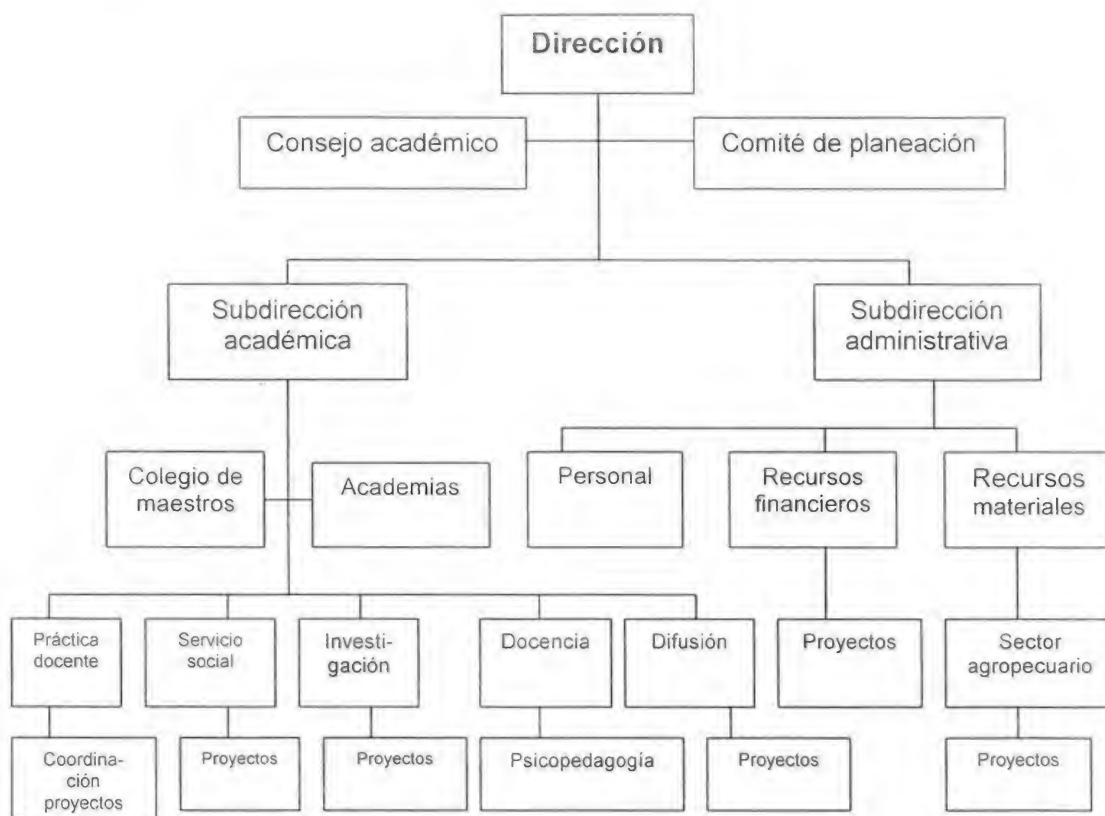 Dirección
Consejo académico
Comité de planeación
Subdirección
académica
Subdirección
administrativa
Colegio de
maestros
Academias
Personal
Recursos
financieros
Recursos
materiales
Práctica
docente
Servicio
social
Investi-
gación
Docencia
Difusión
Proyectos
Sector
agropecuario
Coordina-
ción
proyectos
Proyectos
Proyectos
Psicopedagogía
Proyectos
Proyectos